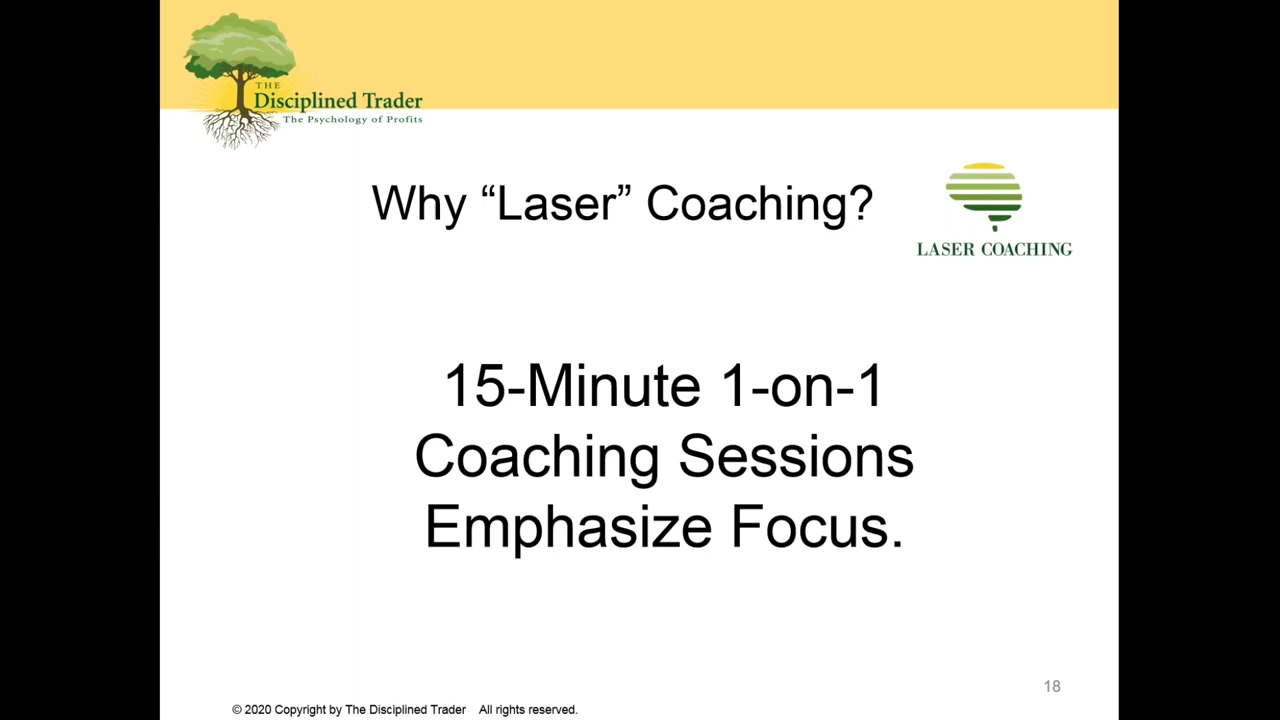 THE
Disciplined Trader
The Psychology of Profits
Why “Laser” Coaching?
LASER COACHING
15-Minute 1-on-1
Coaching Sessions
Emphasize Focus.
18
© 2020 Copyright by The Disciplined Trader All rights reserved.